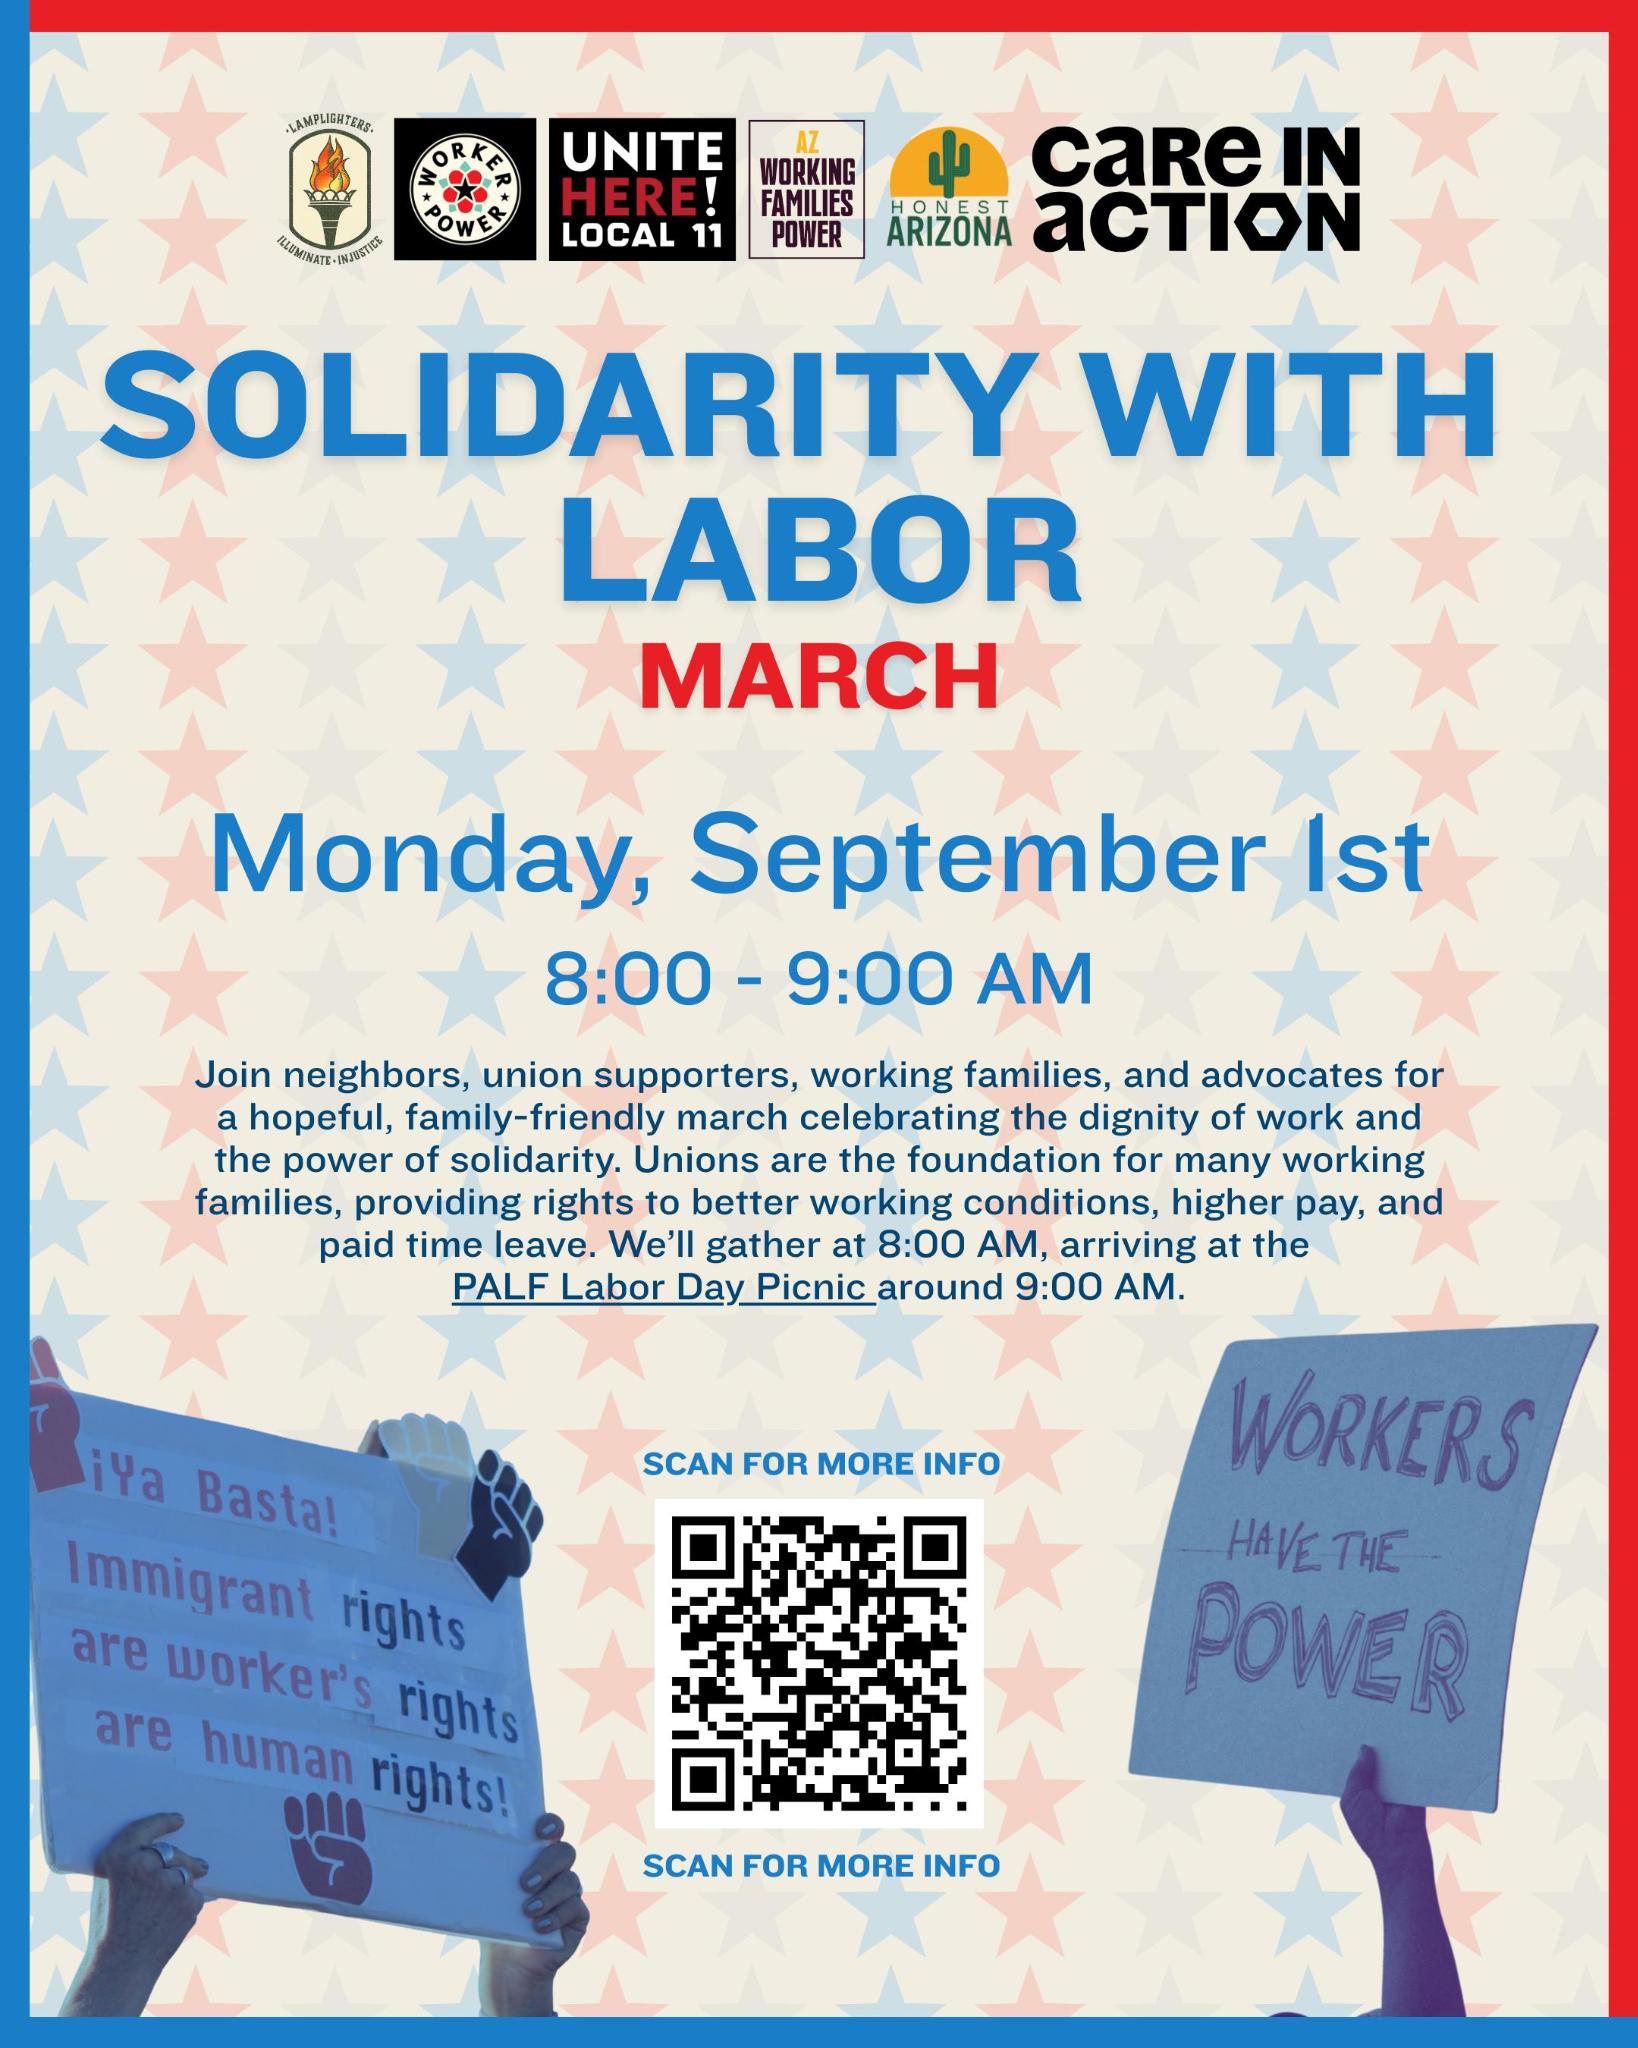 ·LAMPLIGHTERS·
ILLUMINATE·INJUSTICE
WORKER
POWER
UNITE
HERE!
LOCAL 11
AZ
WORKING
FAMILIES
POWER
HONEST
ARIZONA
CARE IN
ACTION
SOLIDARITY WITH
LABOR
MARCH
Monday, September 1st
8:00 - 9:00 AM
Join neighbors, union supporters, working families, and advocates for
a hopeful, family-friendly march celebrating the dignity of work and
the power of solidarity. Unions are the foundation for many working
families, providing rights to better working conditions, higher pay, and
paid time leave. We'll gather at 8:00 AM, arriving at the
PALF Labor Day Picnic around 9:00 AM.
¡Ya Basta!
Immigrant rights
are worker's rights
are human rights!
SCAN FOR MORE INFO
SCAN FOR MORE INFO
WORKERS
HAVE THE
POWER